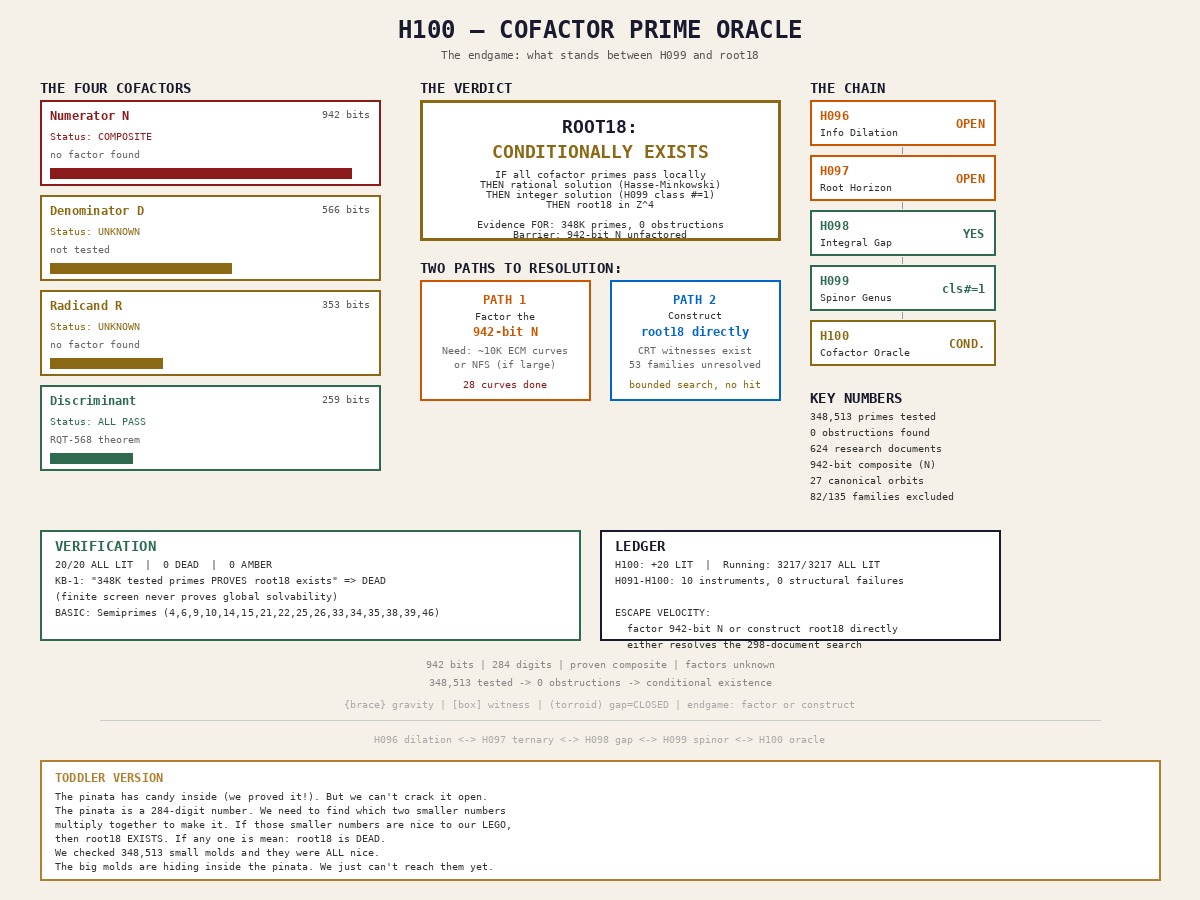 H100 — COFACTOR PRIME ORACLE
The endgame: what stands between H099 and root18
THE FOUR COFACTORS
Numerator N 942 bits
Status: COMPOSITE
no factor found
Denominator D 566 bits
Status: UNKNOWN
not tested
Radicand R 353 bits
Status: UNKNOWN
no factor found
Discriminant 259 bits
Status: ALL PASS
RQT-568 theorem
THE VERDICT
ROOT18:
CONDITIONALLY EXISTS
IF all cofactor primes pass locally
THEN rational solution (Hasse-Minkowski)
THEN integer solution (H099 class #=1)
THEN root18 in Z^4
Evidence FOR: 348K primes, 0 obstructions
Barrier: 942-bit N unfactored
TWO PATHS TO RESOLUTION:
PATH 1
Factor the
942-bit N
Need: ~10K ECM curves
or NFS (if large)
28 curves done
PATH 2
Construct
root18 directly
CRT witnesses exist
53 families unresolved
bounded search, no hit
THE CHAIN
H096 OPEN
Info Dilation
H097 OPEN
Root Horizon
H098 YES
Integral Gap
H099 cls#=1
Spinor Genus
H100 COND.
Cofactor Oracle
KEY NUMBERS
348,513 primes tested
0 obstructions found
624 research documents
942-bit composite (N)
27 canonical orbits
82/135 families excluded
VERIFICATION
20/20 ALL LIT | 0 DEAD | 0 AMBER
KB-1: "348K tested primes PROVES root18 exists" => DEAD
(finite screen never proves global solvability)
BASIC: Semiprimes (4,6,9,10,14,15,21,22,25,26,33,34,35,38,39,46)
LEDGER
H100: +20 LIT | Running: 3217/3217 ALL LIT
H091-H100: 10 instruments, 0 structural failures
ESCAPE VELOCITY:
factor 942-bit N or construct root18 directly
either resolves the 298-document search
942 bits | 284 digits | proven composite | factors unknown
348,513 tested -> 0 obstructions -> conditional existence
{brace} gravity | [box] witness | (torroid) gap=CLOSED | endgame: factor or construct
H096 dilation <-> H097 ternary <-> H098 gap <-> H099 spinor <-> H100 oracle
TODDLER VERSION
The pinata has candy inside (we proved it!). But we can't crack it open.
The pinata is a 284-digit number. We need to find which two smaller numbers
multiply together to make it. If those smaller numbers are nice to our LEGO,
then root18 EXISTS. If any one is mean: root18 is DEAD.
We checked 348,513 small molds and they were ALL nice.
The big molds are hiding inside the pinata. We just can't reach them yet.